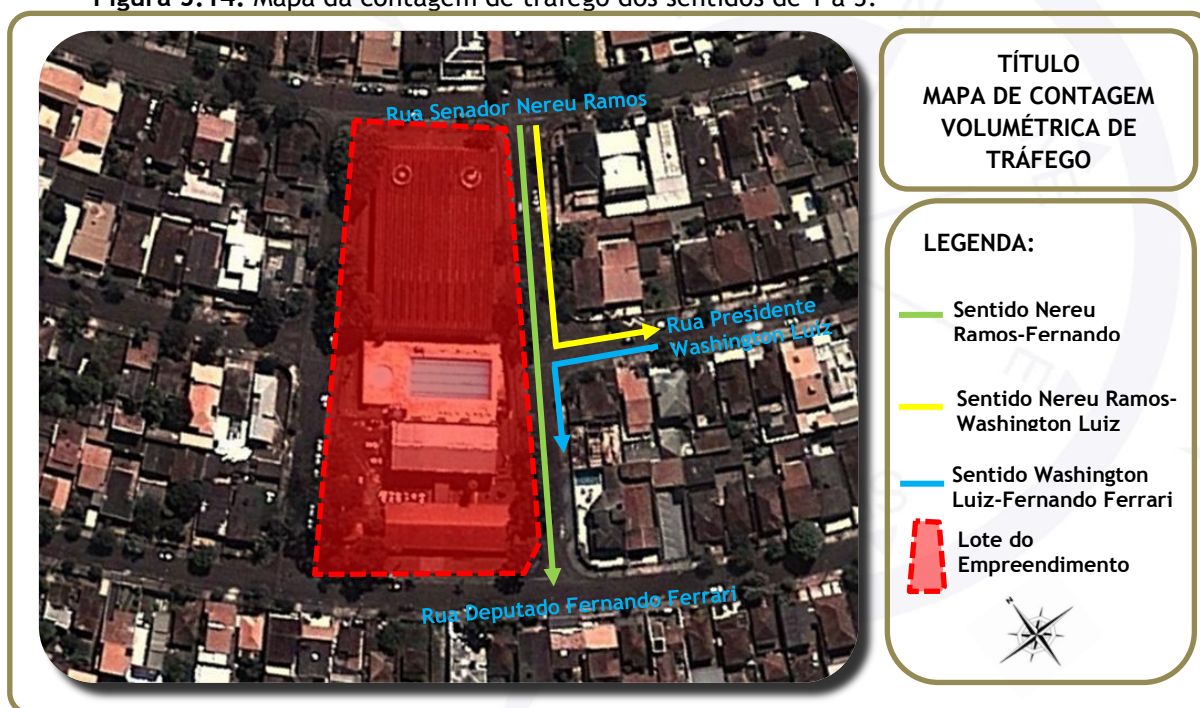 Figura 5.14. Mapa da contagem de tráfego dos sentidos de 1 a 3.
TÍTULO
MAPA DE CONTAGEM
VOLUMÉTRICA DE
TRÁFEGO
Rua Senador Nereu Ramos
Rua Presidente
Washington Luiz
Rua Deputado Fernando Ferrari
LEGENDA:
Sentido Nereu
Ramos-Fernando
Sentido Nereu Ramos-
Washington Luiz
Sentido Washington
Luiz-Fernando Ferrari
Lote do
Empreendimento
N